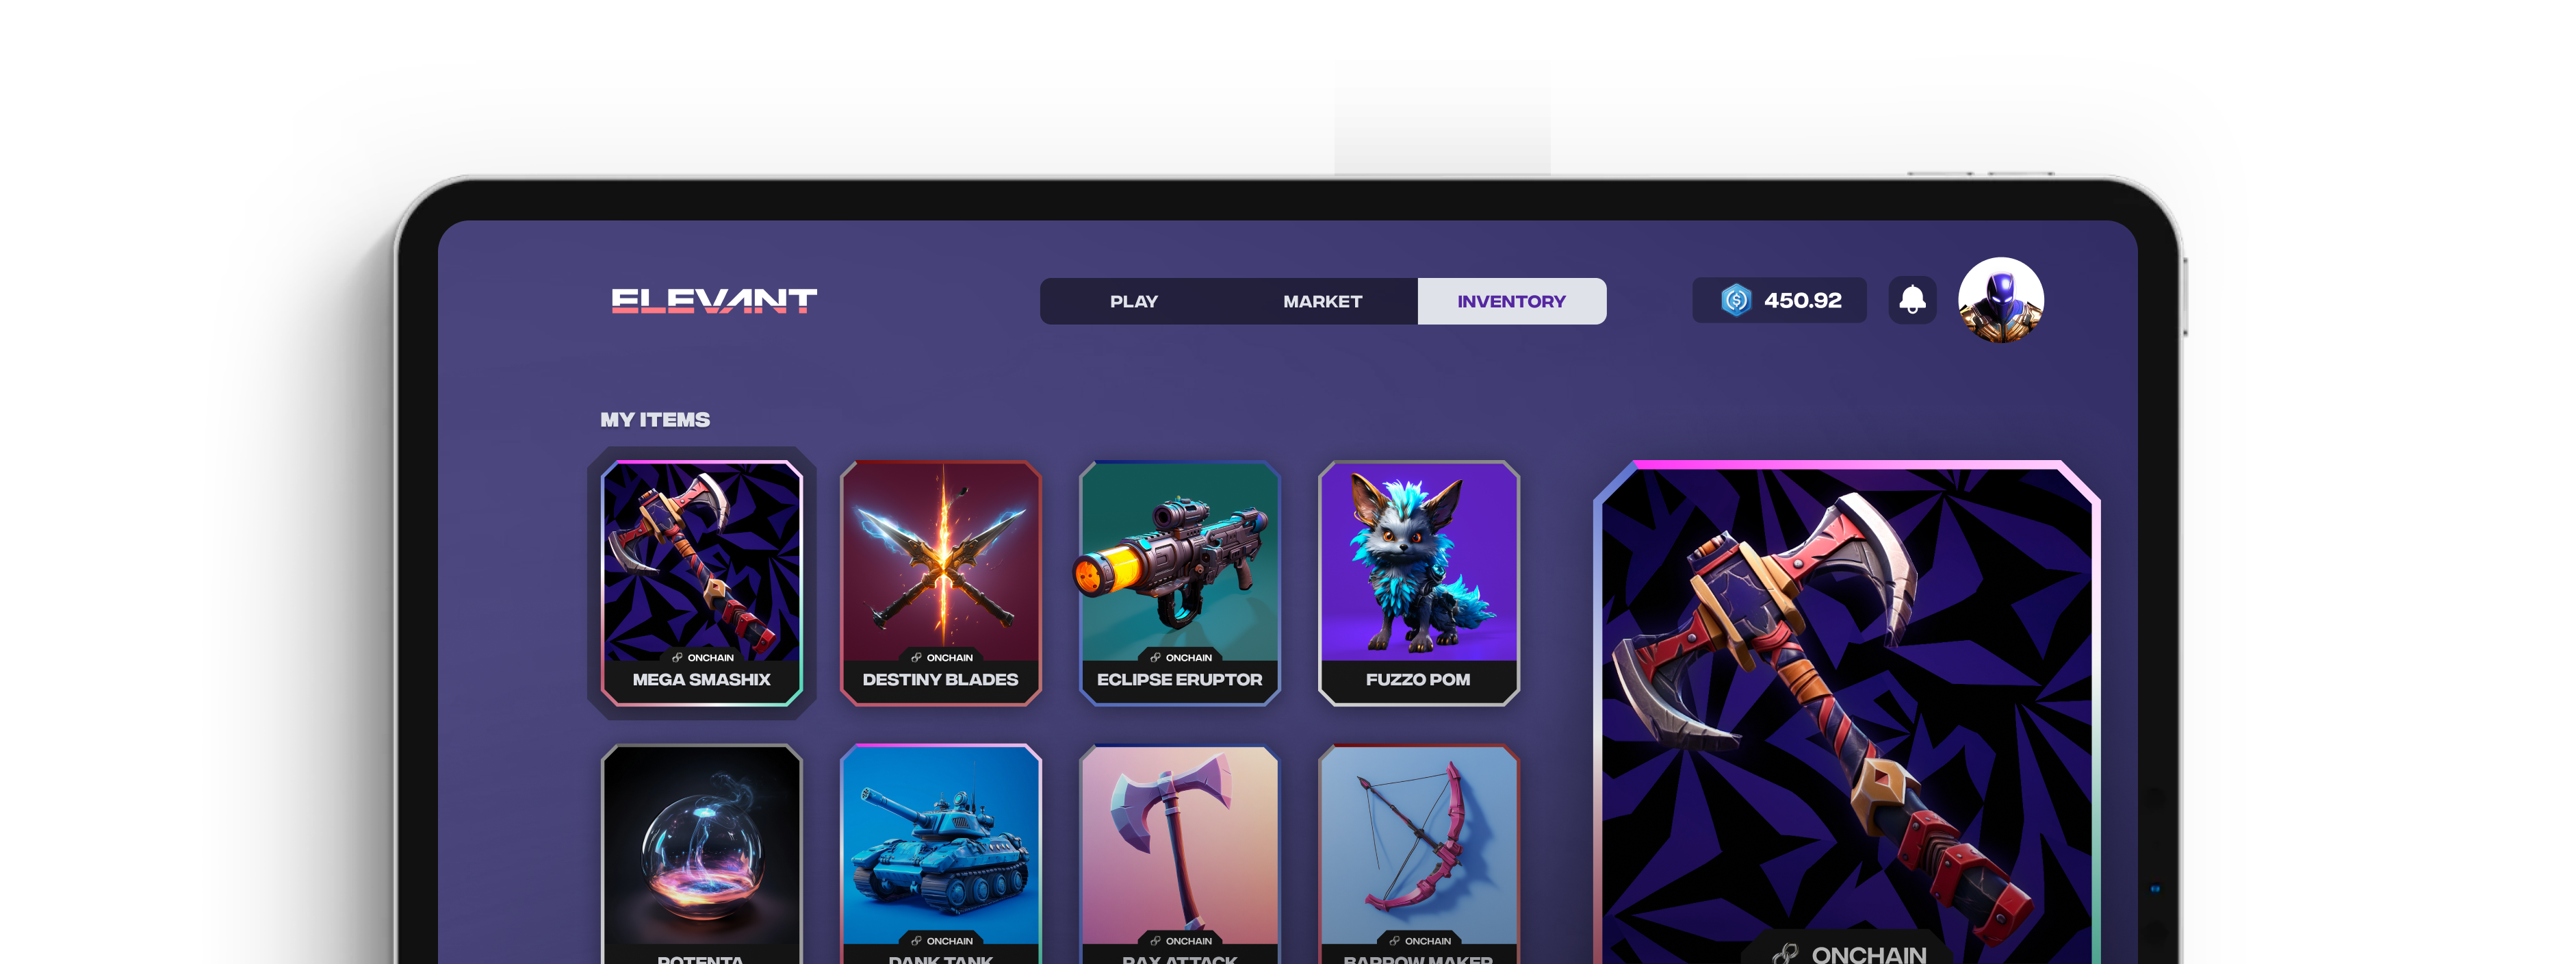 ELEVANT
PLAY
MARKET
INVENTORY
450.92
MY ITEMS
ONCHAIN
MEGA SMASHIX
ONCHAIN
DESTINY BLADES
ONCHAIN
ECLIPSE ERUPTOR
FUZZO POM
POTENTA
ONCHAIN
DANK TANK
ONCHAIN
RAX ATTACK
ONCHAIN
BARROW MAKER
ONCHAIN